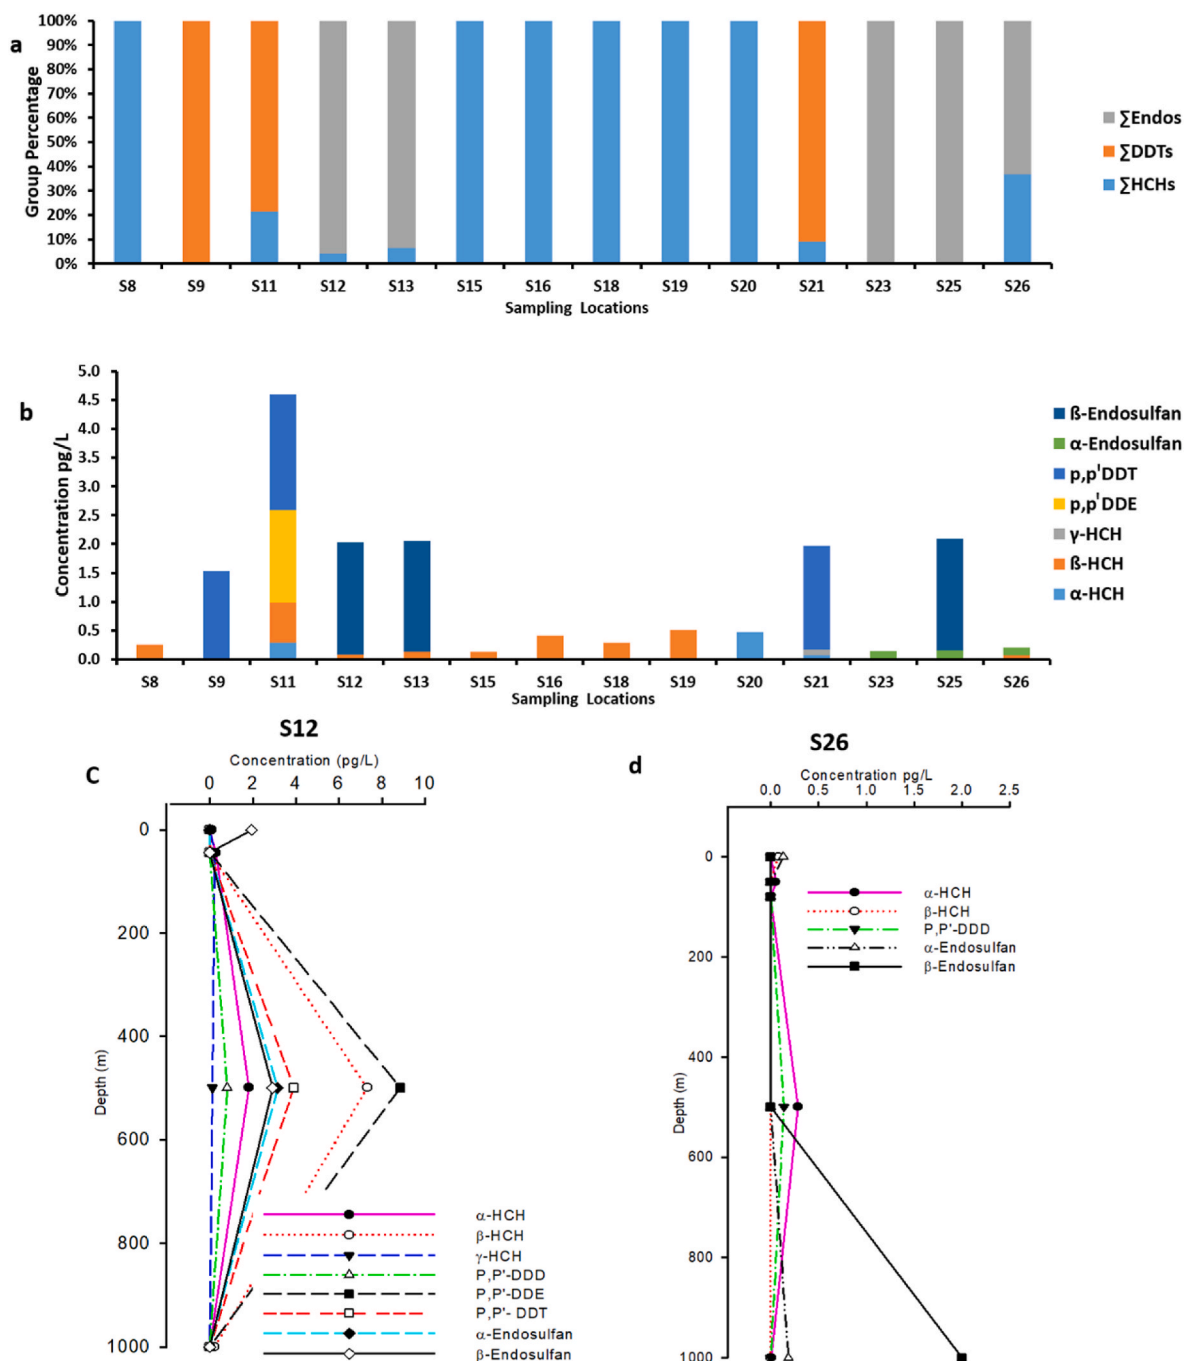 a
Group Percentage
100%
90%
80%
70%
60%
50%
40%
30%
20%
10%
0%
S8 S9 S11 S12 S13 S15 S16 S18 S19 S20 S21 S23 S25 S26
Sampling Locations
∑Endos
∑DDTs
∑HCHs
b
Concentration pg/L
5.0
4.5
4.0
3.5
3.0
2.5
2.0
1.5
1.0
0.5
0.0
S8 S9 S11 S12 S13 S15 S16 S18 S19 S20 S21 S23 S25 S26
Sampling Locations
ß-Endosulfan
α-Endosulfan
p,p'DDT
p,p'DDE
γ-HCH
ß-HCH
α-HCH
S12
c
Concentration (pg/L)
0 2 4 6 8 10
Depth (m)
0
200
400
600
800
1000
α-HCH
β-HCH
γ-HCH
P,P'-DDD
P,P'-DDE
P,P'- DDT
α-Endosulfan
β-Endosulfan
S26
d
Concentration pg/L
0.0 0.5 1.0 1.5 2.0 2.5
Depth (m)
0
200
400
600
800
1000
α-HCH
β-HCH
P,P'-DDD
α-Endosulfan
β-Endosulfan